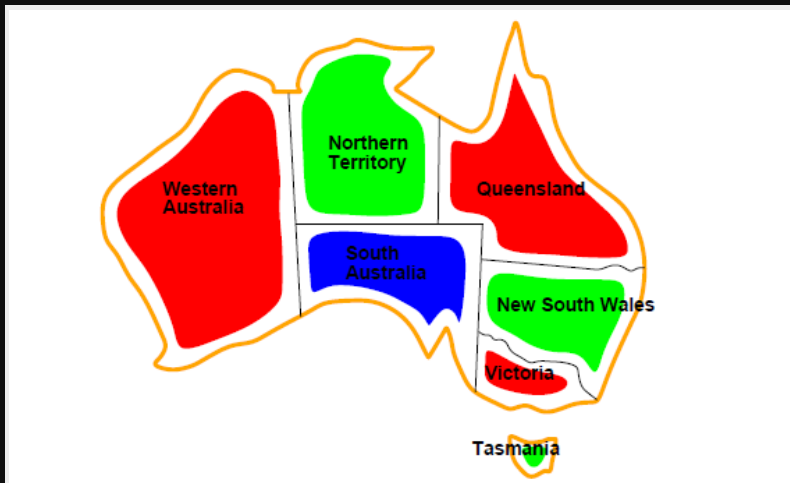 Northern
Territory
Western
Australia
Queensland
South
Australia
New South Wales
Victoria
Tasmania